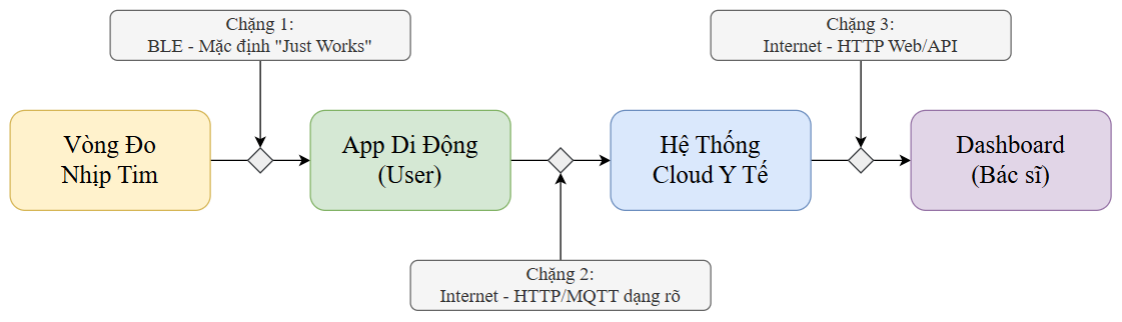 Chặng 1:
BLE - Mặc định "Just Works"
Chặng 3:
Internet - HTTP Web/API
Vòng Đo
Nhịp Tim
App Di Động
(User)
Hệ Thống
Cloud Y Tế
Dashboard
(Bác sĩ)
Chặng 2:
Internet - HTTP/MQTT dạng rõ